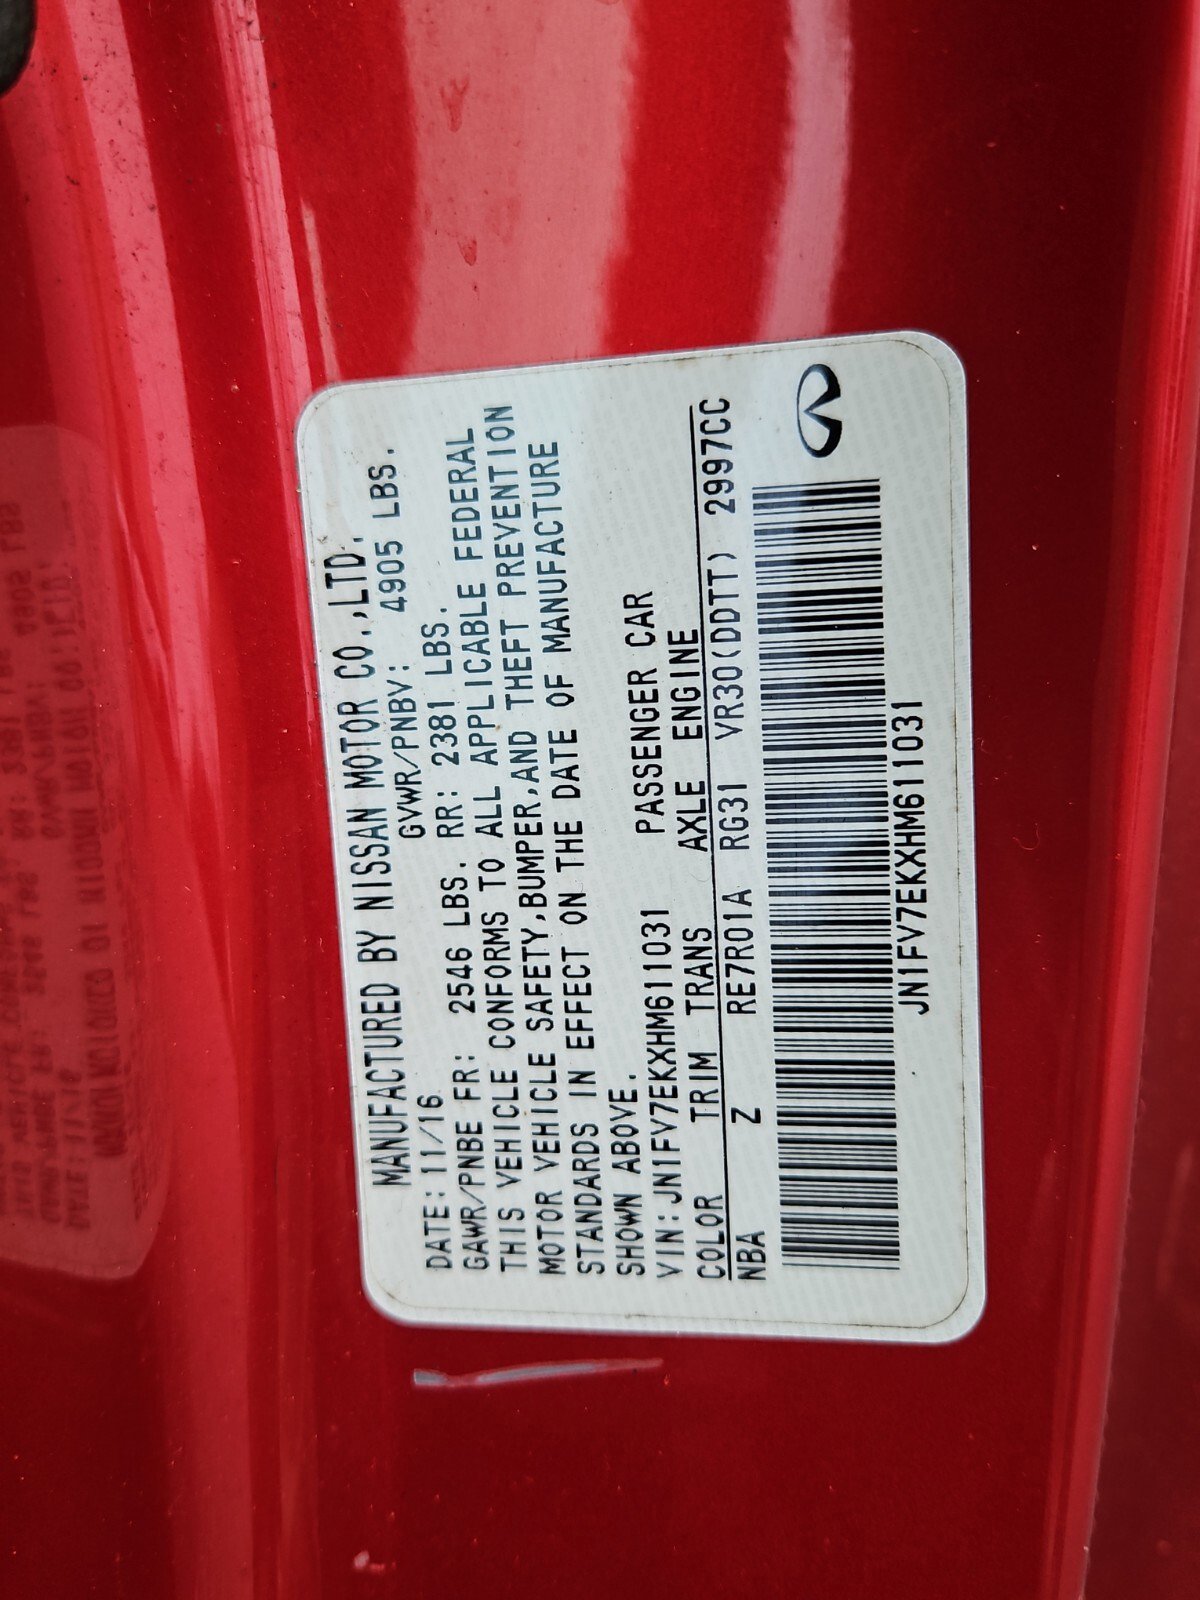 MANUFACTURED BY NISSAN MOTOR CO.,LTD.
DATE:11/16 GVWR/PNBV: 4905 LBS.
GAWR/PNBE FR: 2546 LBS. RR: 2381 LBS.
THIS VEHICLE CONFORMS TO ALL APPLICABLE FEDERAL
MOTOR VEHICLE SAFETY,BUMPER,AND THEFT PREVENTION
STANDARDS IN EFFECT ON THE DATE OF MANUFACTURE
SHOWN ABOVE.
VIN:JN1FV7EKXHM611031 PASSENGER CAR
COLOR TRIM TRANS AXLE ENGINE
NBA Z RE7R01A RG31 VR30(DDTT) 2997CC
JN1FV7EKXHM611031